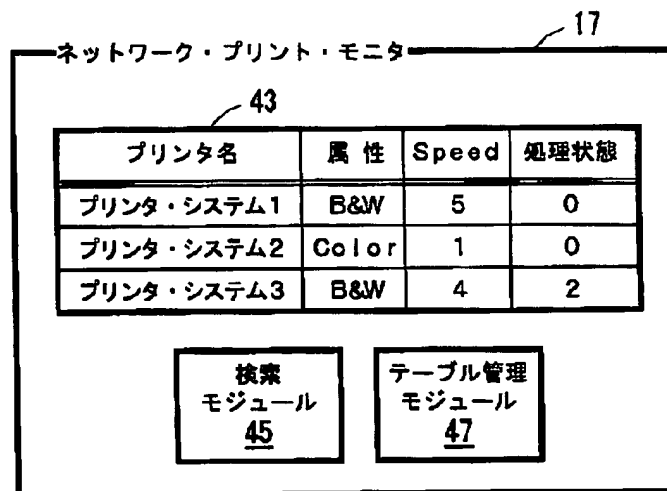 17
ネットワーク・プリント・モニタ
43
プリンタ名 属性 Speed 処理状態
プリンタ・システム1 B&W 5 0
プリンタ・システム2 Color 1 0
プリンタ・システム3 B&W 4 2
検索 テーブル管理
モジュール モジュール
45 47